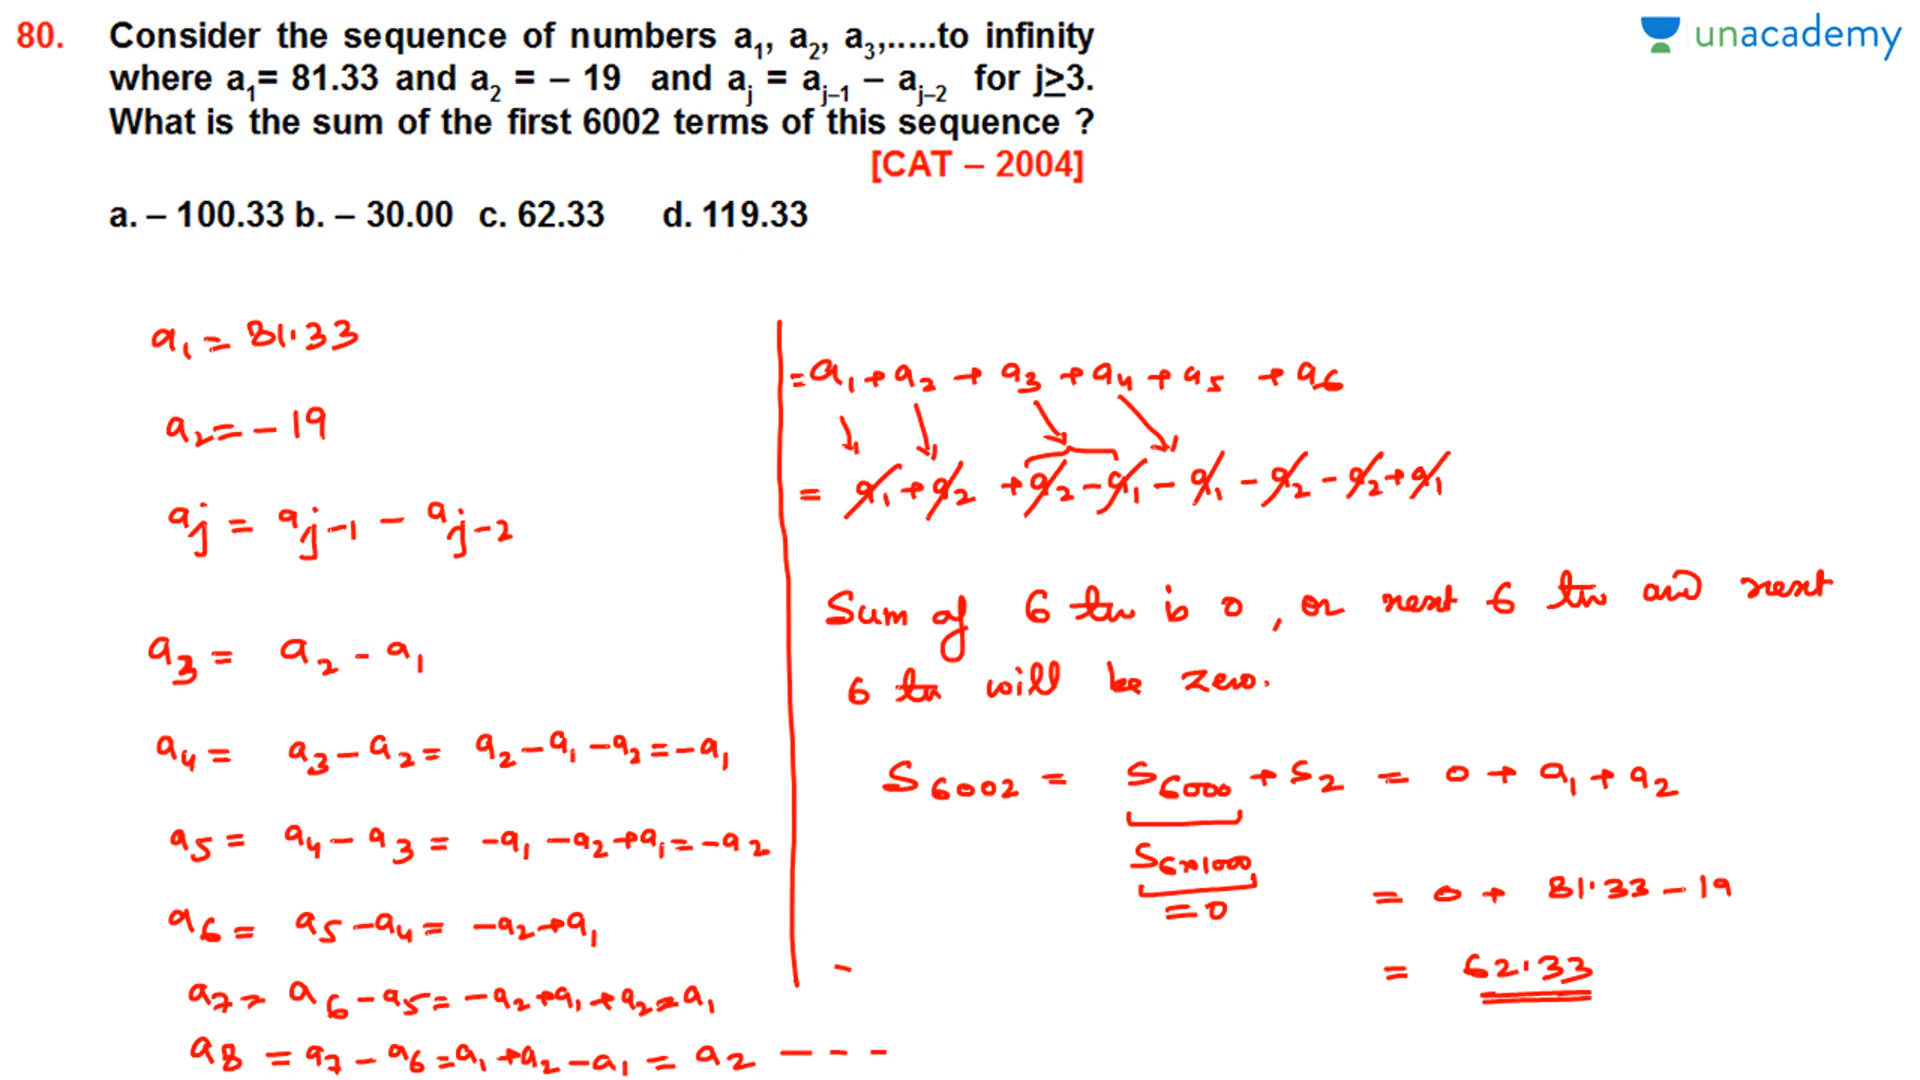 unacademy
80. Consider the sequence of numbers a₁, a₂, a₃,.....to infinity
where a₁= 81.33 and a₂ = – 19 and aⱼ = aⱼ₋₁ – aⱼ₋₂ for j≥3.
What is the sum of the first 6002 terms of this sequence ?
[CAT – 2004]
a. – 100.33 b. – 30.00 c. 62.33 d. 119.33
a₁ = 81.33
a₂ = - 19
aⱼ = aⱼ₋₁ - aⱼ₋₂
a₃ = a₂ - a₁
a₄ = a₃ - a₂ = a₂ - a₁ - a₂ = - a₁
a₅ = a₄ - a₃ = -a₁ - a₂ + a₁ = - a₂
a₆ = a₅ - a₄ = -a₂ + a₁
a₇ = a₆ - a₅ = -a₂ + a₁ + a₂ = a₁
a₈ = a₇ - a₆ = a₁ + a₂ - a₁ = a₂ - - -
= a₁ + a₂ + a₃ + a₄ + a₅ + a₆
= a₁ + a₂ + a₂ - a₁ - a₁ - a₂ - a₂ + a₁
Sum of 6 tm is 0, or next 6 tm and next
6 tm will be zero.
S₆₀₀₂ = S₆₀₀₀ + S₂ = 0 + a₁ + a₂
S₆ₓ₁₀₀₀
= 0
= 0 + 81.33 - 19
= 62.33